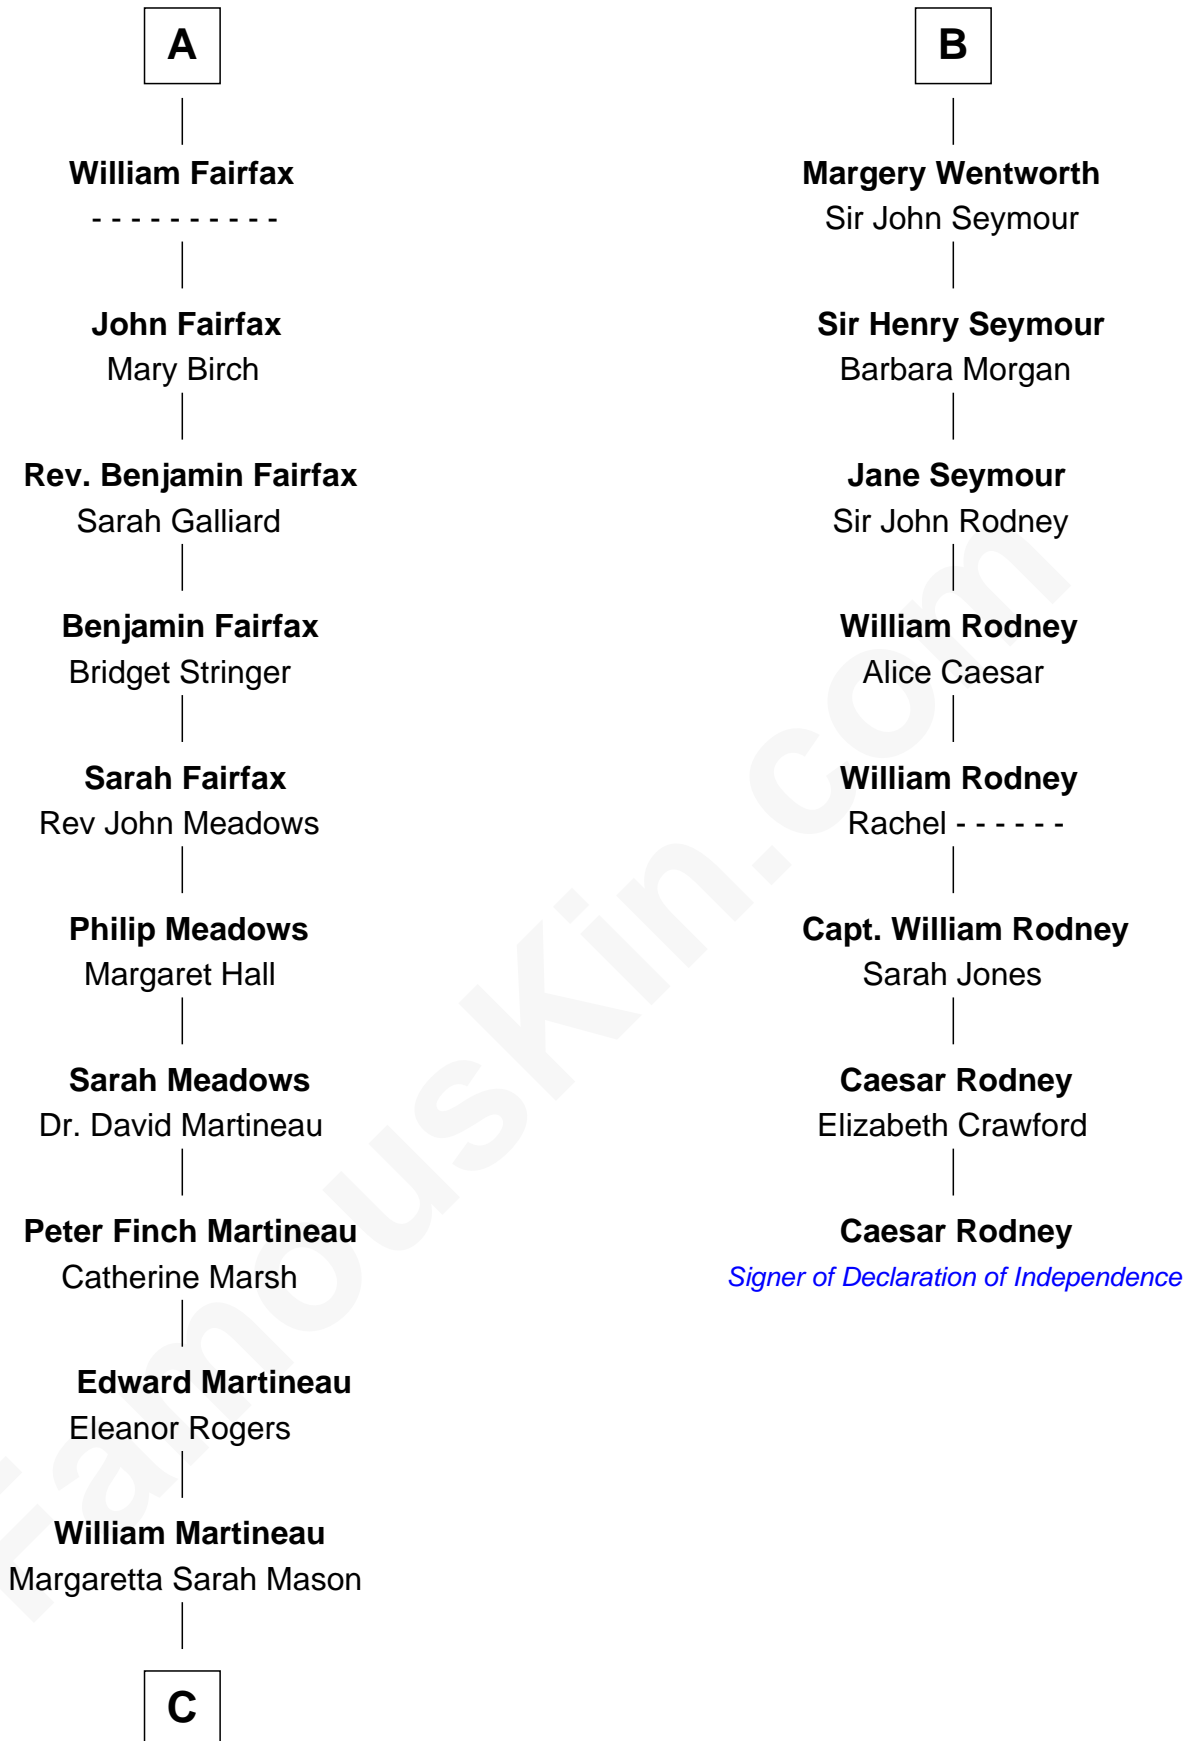 A
William Fairfax
- - - - - - - - - -
John Fairfax
Mary Birch
Rev. Benjamin Fairfax
Sarah Galliard
Benjamin Fairfax
Bridget Stringer
Sarah Fairfax
Rev John Meadows
Philip Meadows
Margaret Hall
Sarah Meadows
Dr. David Martineau
Peter Finch Martineau
Catherine Marsh
Edward Martineau
Eleanor Rogers
William Martineau
Margaretta Sarah Mason
C
B
Margery Wentworth
Sir John Seymour
Sir Henry Seymour
Barbara Morgan
Jane Seymour
Sir John Rodney
William Rodney
Alice Caesar
William Rodney
Rachel - - - - - -
Capt. William Rodney
Sarah Jones
Caesar Rodney
Elizabeth Crawford
Caesar Rodney
Signer of Declaration of Independence
FamousKin.com